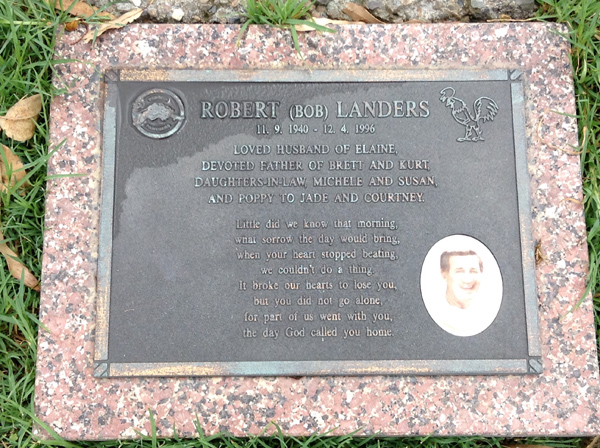 ROBERT (BOB) LANDERS
11. 9. 1940 - 12. 4. 1996
LOVED HUSBAND OF ELAINE,
DEVOTED FATHER OF BRETT AND KURT,
DAUGHTERS-IN-LAW, MICHELE AND SUSAN,
AND POPPY TO JADE AND COURTNEY.
Little did we know that morning,
what sorrow the day would bring,
when your heart stopped beating,
we couldn't do a thing.
It broke our hearts to lose you,
but you did not go alone,
for part of us went with you,
the day God called you home.